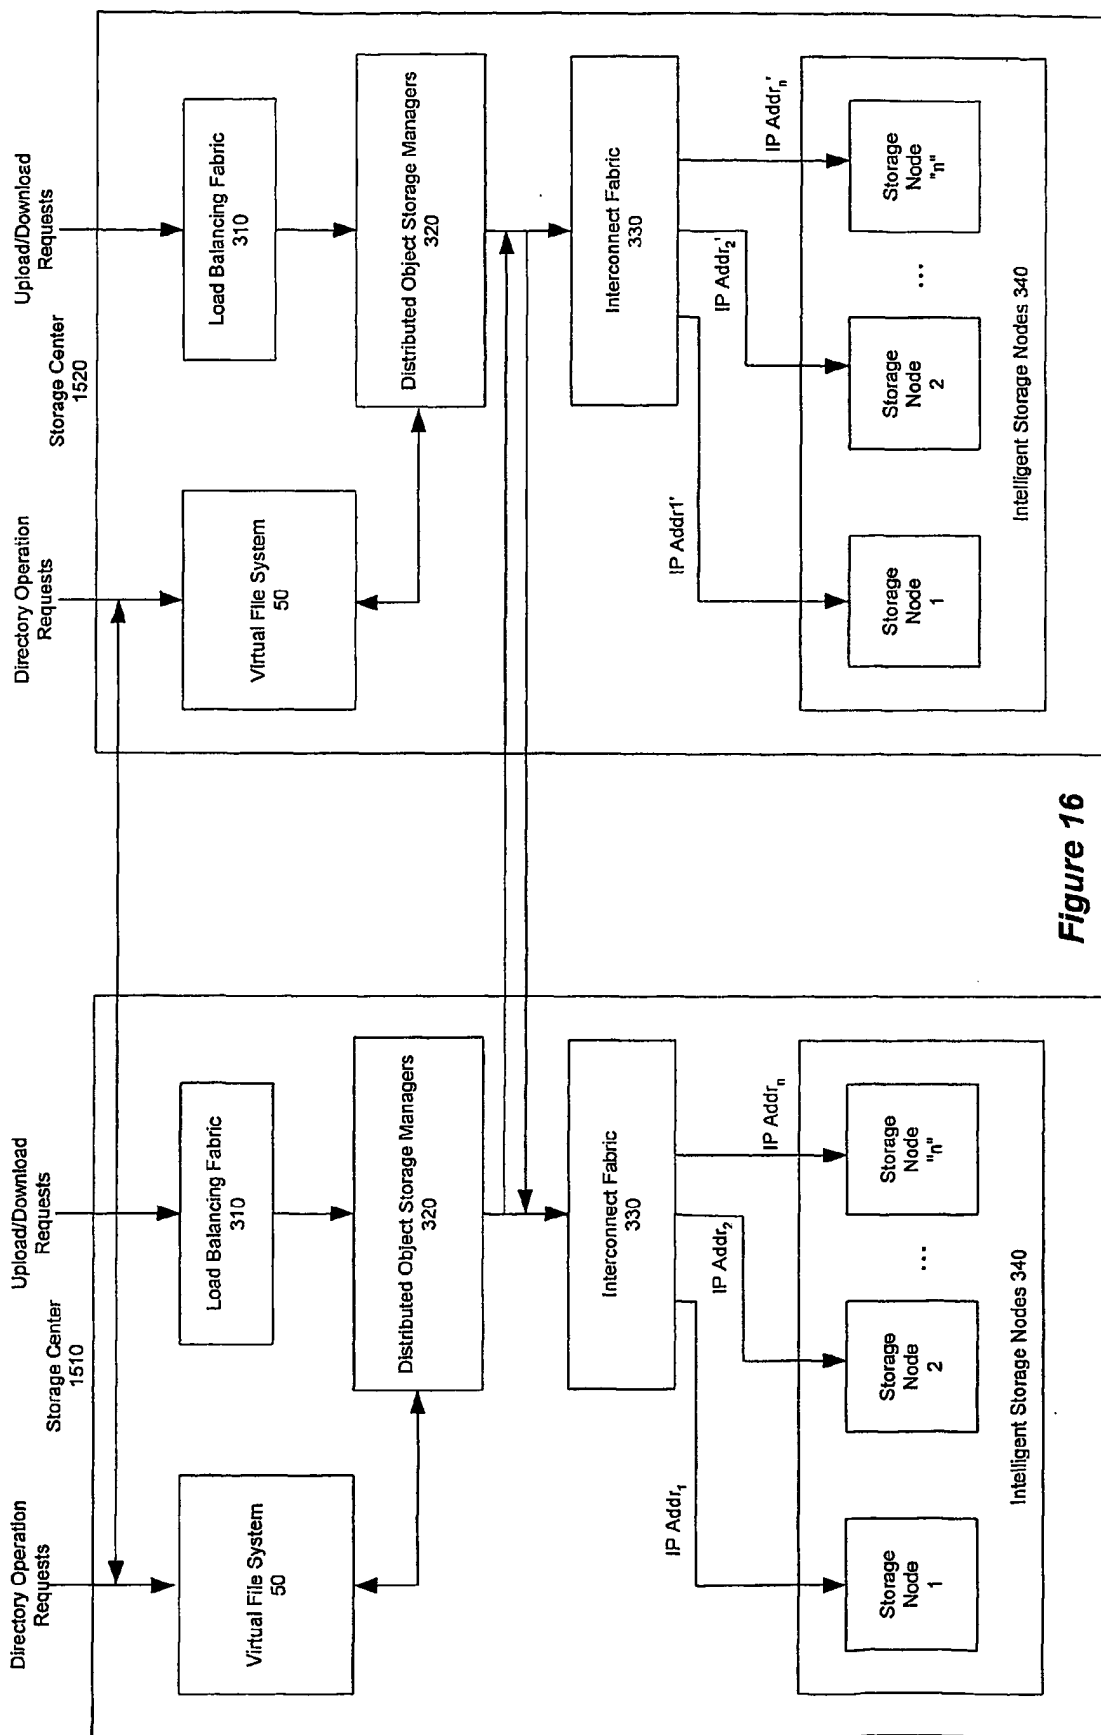 Directory Operation
Requests
Storage Center
1510
Upload/Download
Requests
Virtual File System
50
Load Balancing Fabric
310
Distributed Object Storage Managers
320
Interconnect Fabric
330
IP Addr₁
IP Addr₂
IP Addrₙ
Storage
Node
1
Storage
Node
2
...
Storage
Node
"n"
Intelligent Storage Nodes 340
Directory Operation
Requests
Storage Center
1520
Upload/Download
Requests
Virtual File System
50
Load Balancing Fabric
310
Distributed Object Storage Managers
320
Interconnect Fabric
330
IP Addr1'
IP Addr₂'
IP Addrₙ'
Storage
Node
1
Storage
Node
2
...
Storage
Node
"n"
Intelligent Storage Nodes 340
Figure 16